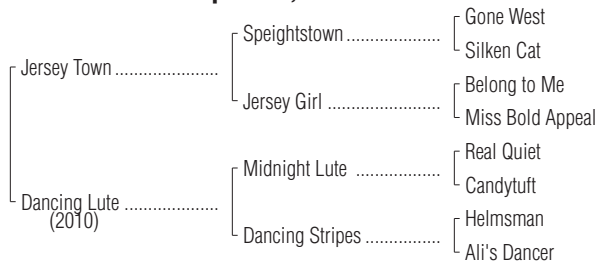 Gone West
Speightstown
Silken Cat
Jersey Town
Belong to Me
Jersey Girl
Miss Bold Appeal
Real Quiet
Midnight Lute
Candytuft
Dancing Lute
(2010)
Helmsman
Dancing Stripes
Ali's Dancer